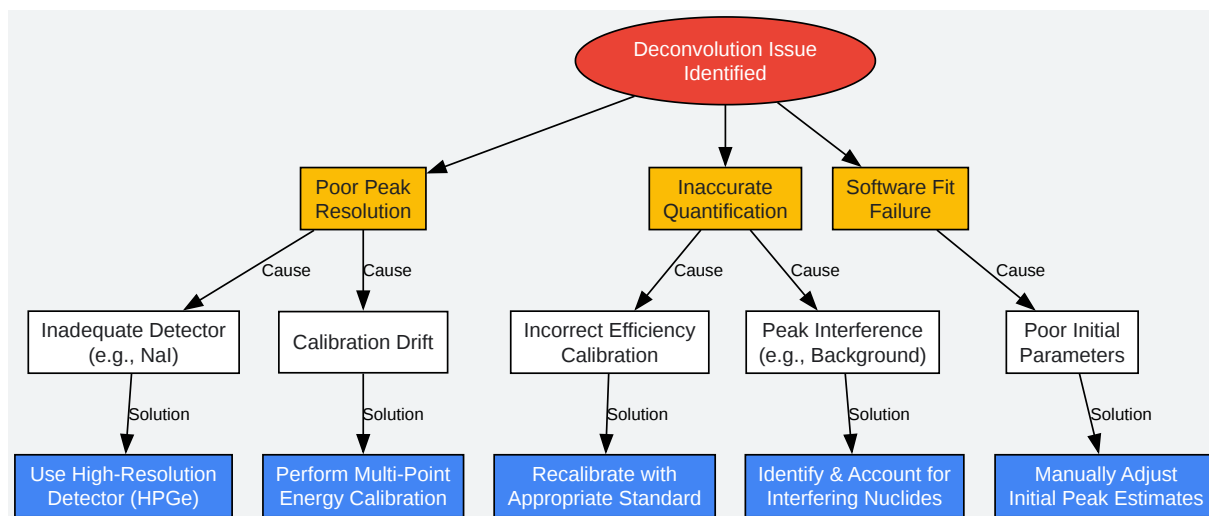 Deconvolution Issue
Identified
Poor Peak
Resolution
Inaccurate
Quantification
Software Fit
Failure
Cause
Cause
Cause
Cause
Cause
Inadequate Detector
(e.g., NaI)
Calibration Drift
Incorrect Efficiency
Calibration
Peak Interference
(e.g., Background)
Poor Initial
Parameters
Solution
Solution
Solution
Solution
Solution
Use High-Resolution
Detector (HPGe)
Perform Multi-Point
Energy Calibration
Recalibrate with
Appropriate Standard
Identify & Account for
Interfering Nuclides
Manually Adjust
Initial Peak Estimates